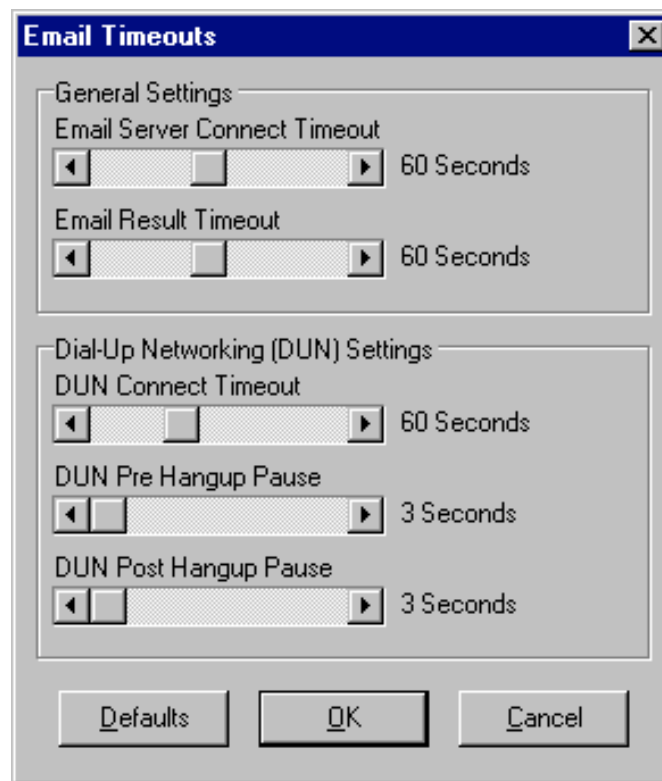 Email Timeouts
General Settings
Email Server Connect Timeout
60 Seconds
Email Result Timeout
60 Seconds
Dial-Up Networking (DUN) Settings
DUN Connect Timeout
60 Seconds
DUN Pre Hangup Pause
3 Seconds
DUN Post Hangup Pause
3 Seconds
Defaults OK Cancel